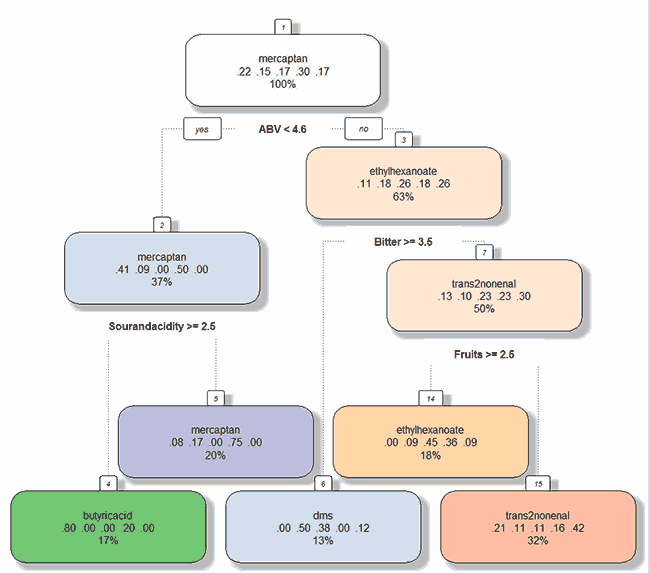 1
mercaptan
.22 .15 .17 .30 .17
100%
yes ABV < 4.6 no
3
ethylhexanoate
.11 .18 .26 .18 .26
63%
2
mercaptan
.41 .09 .00 .50 .00
37%
Bitter >= 3.5
7
trans2nonenal
.13 .10 .23 .23 .30
50%
Sourandacidity >= 2.5
Fruits >= 2.5
5
mercaptan
.08 .17 .00 .75 .00
20%
14
ethylhexanoate
.00 .09 .45 .36 .09
18%
4
butyricacid
.80 .00 .00 .20 .00
17%
6
dms
.00 .50 .38 .00 .12
13%
15
trans2nonenal
.21 .11 .11 .16 .42
32%